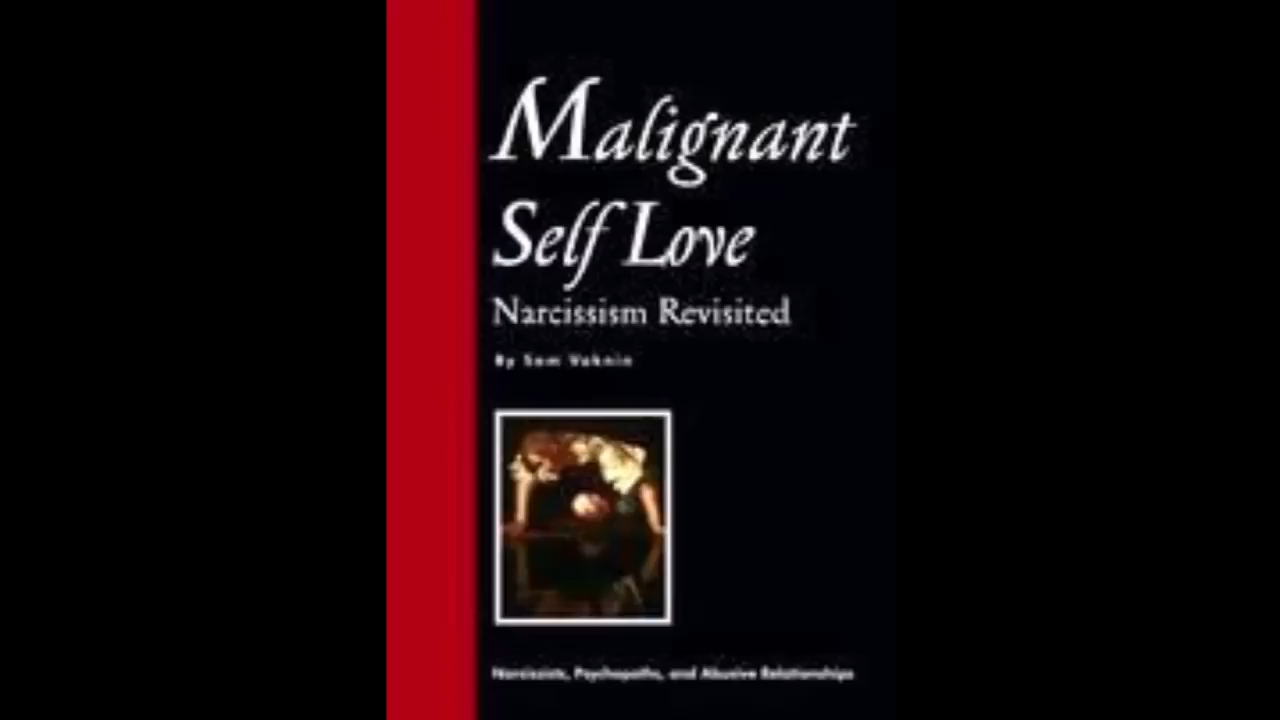 Malignant
Self Love
Narcissism Revisited
By Sam Vaknin
Narcissists, Psychopaths, and Abusive Relationships